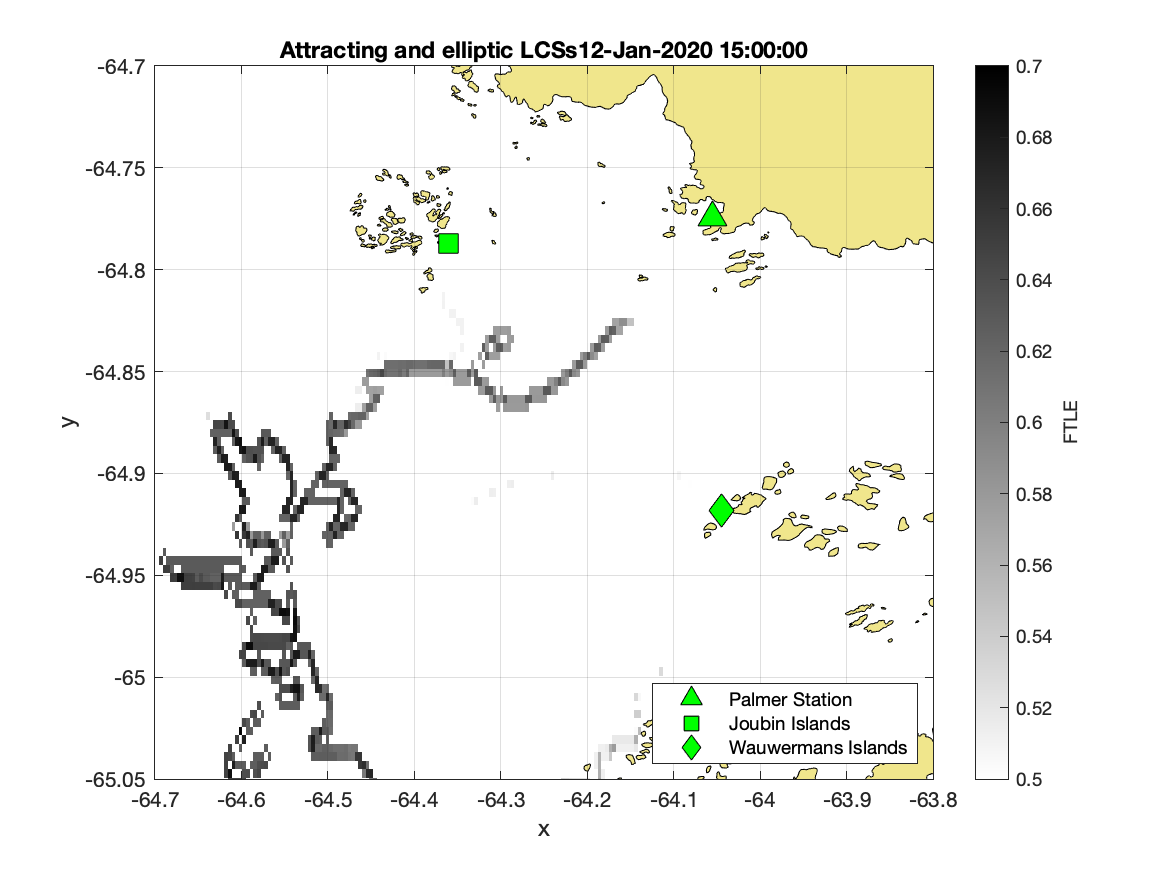 Attracting and elliptic LCSs12-Jan-2020 15:00:00
-64.7
-64.75
-64.8
-64.85
-64.9
-64.95
-65
-65.05
y
-64.7 -64.6 -64.5 -64.4 -64.3 -64.2 -64.1 -64 -63.9 -63.8
x
Palmer Station
Joubin Islands
Wauwermans Islands
0.7
0.68
0.66
0.64
0.62
0.6
0.58
0.56
0.54
0.52
0.5
FTLE